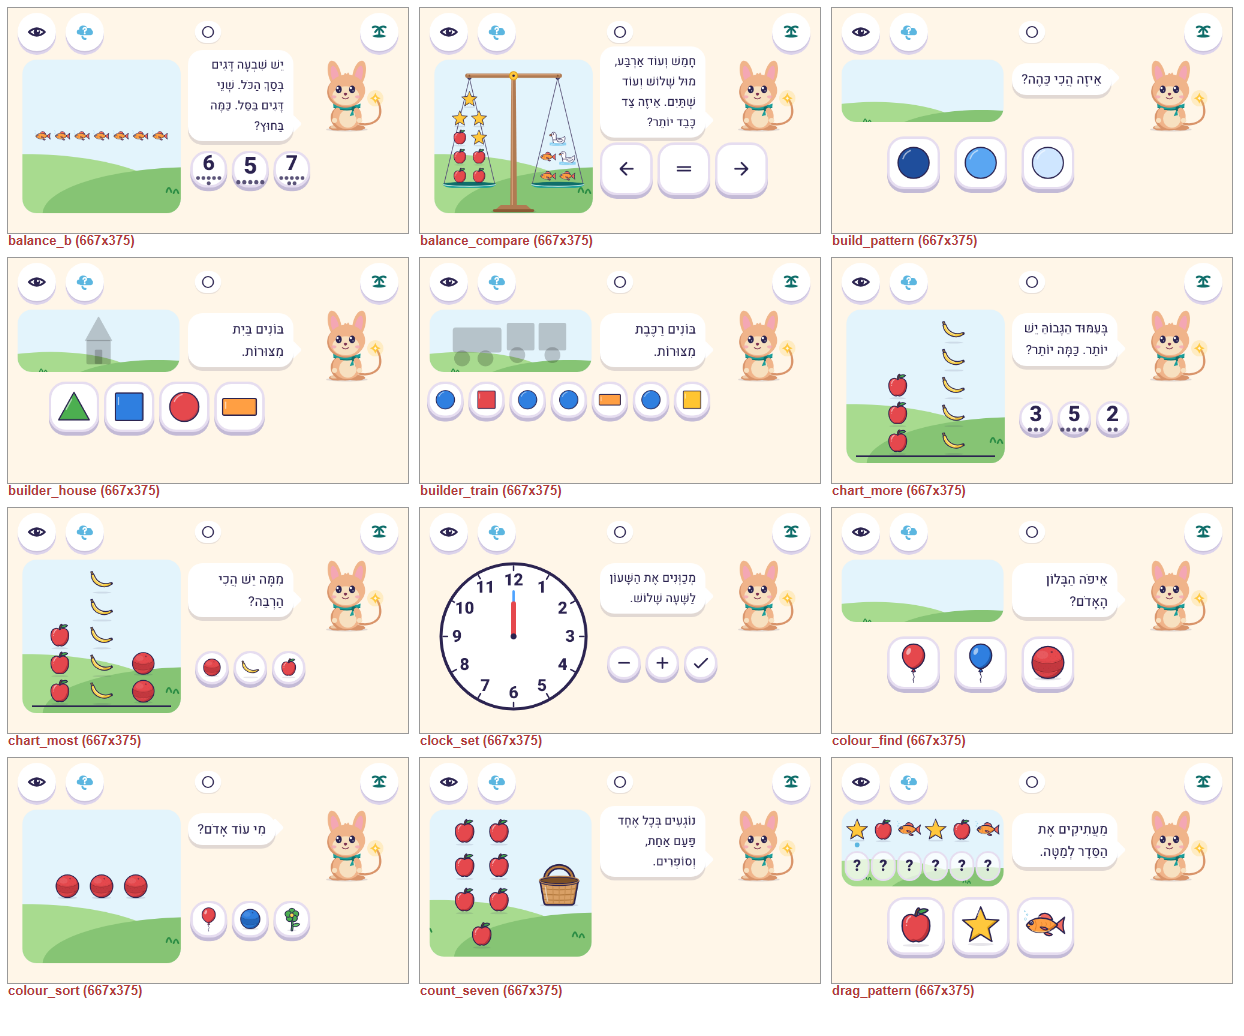 יֵשׁ שִׁבְעָה דָּגִים
בְּסַךְ הַכֹּל. שְׁנֵי
דָּגִים בַּסַּל. כַּמָּה
בַּחוּץ?
6 5 7
balance_b (667x375)
חָמֵשׁ וְעוֹד אַרְבַּע,
מוּל שָׁלוֹשׁ וְעוֹד
שְׁתַּיִם. אֵיזֶה צַד
כָּבֵד יוֹתֵר?
← = →
balance_compare (667x375)
אֵיזֶה הֲכִי כֵּהֶה?
build_pattern (667x375)
בּוֹנִים בַּיִת
מִצּוּרוֹת.
builder_house (667x375)
בּוֹנִים רַכֶּבֶת
מִצּוּרוֹת.
builder_train (667x375)
בָּעַמּוּד הַגָּבוֹהַּ יֵשׁ
יוֹתֵר. כַּמָּה יוֹתֵר?
3 5 2
chart_more (667x375)
מִמָּה יֵשׁ הֲכִי
הַרְבֵּה?
chart_most (667x375)
12 1 2 3 4 5 6 7 8 9 10 11
מְכַוְּנִים אֶת הַשָּׁעוֹן
לַשָּׁעָה שָׁלוֹשׁ.
− + ✓
clock_set (667x375)
אֵיפֹה הַבָּלוֹן
הָאָדֹם?
colour_find (667x375)
מִי עוֹד אָדֹם?
colour_sort (667x375)
נוֹגְעִים בְּכָל אֶחָד
פַּעַם אַחַת,
וְסוֹפְרִים.
count_seven (667x375)
מַעְתִּיקִים אֶת
הַסֵּדֶר לְמַטָּה.
? ? ? ? ? ?
drag_pattern (667x375)